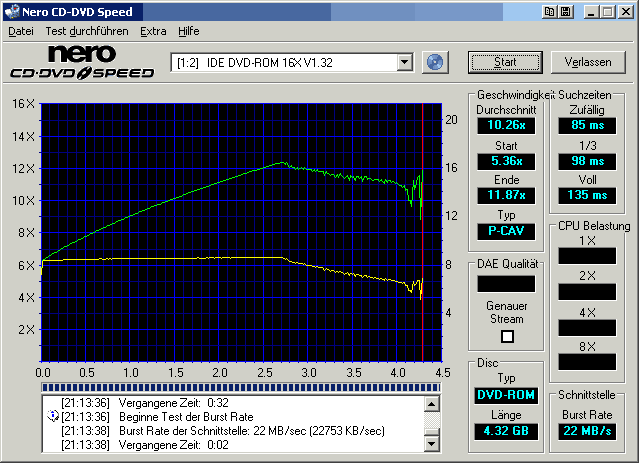 Nero CD-DVD Speed
Datei Test durchführen Extra Hilfe
nero
CD·DVD SPEED
[1:2] IDE DVD-ROM 16X V1.32
Start
Verlassen
16 X
14 X
12 X
10 X
8 X
6 X
4 X
2 X
20
16
12
8
4
0.0 0.5 1.0 1.5 2.0 2.5 3.0 3.5 4.0 4.5
Geschwindigkeit
Durchschnitt
10.26x
Start
5.36x
Ende
11.87x
Typ
P-CAV
Suchzeiten
Zufällig
85 ms
1/3
98 ms
Voll
135 ms
DAE Qualität
Genauer
Stream
CPU Belastung
1 X
2 X
4 X
8 X
Disc
Typ
DVD-ROM
Länge
4.32 GB
Schnittstelle
Burst Rate
22 MB/s
[21:13:36] Vergangene Zeit: 0:32
[21:13:36] Beginne Test der Burst Rate
[21:13:38] Burst Rate der Schnittstelle: 22 MB/sec (22753 KB/sec)
[21:13:38] Vergangene Zeit: 0:02